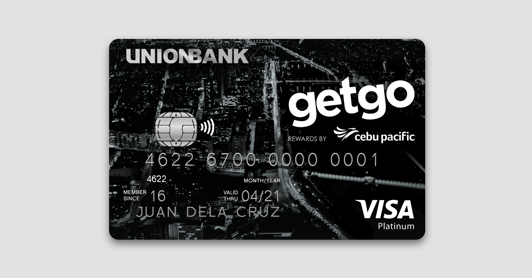 UNIONBANK
getgo
REWARDS BY cebu pacific
4622 6700 0000 0001
4622
MONTH/YEAR
MEMBER SINCE 16 VALID THRU 04/21
JUAN DELA CRUZ
VISA
Platinum